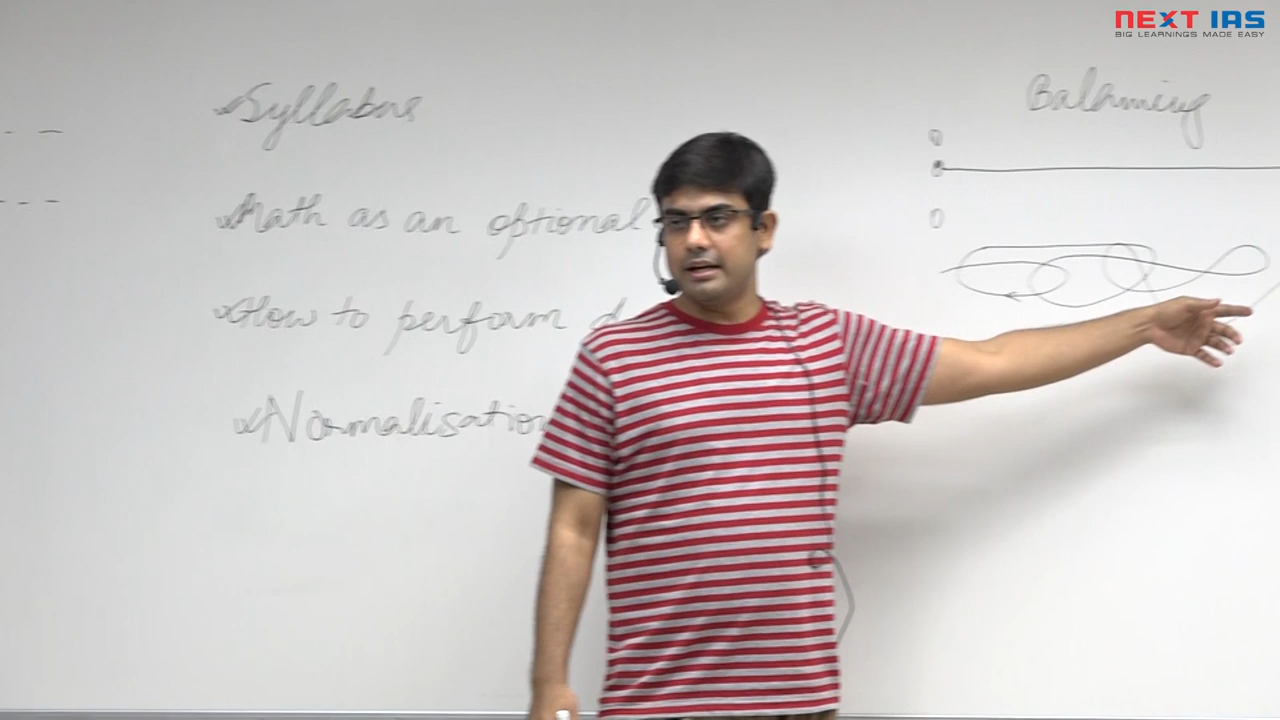 NEXT IAS
BIG LEARNINGS MADE EASY
Syllabus
Math as an optional
How to perform
Normalisation
Balancing